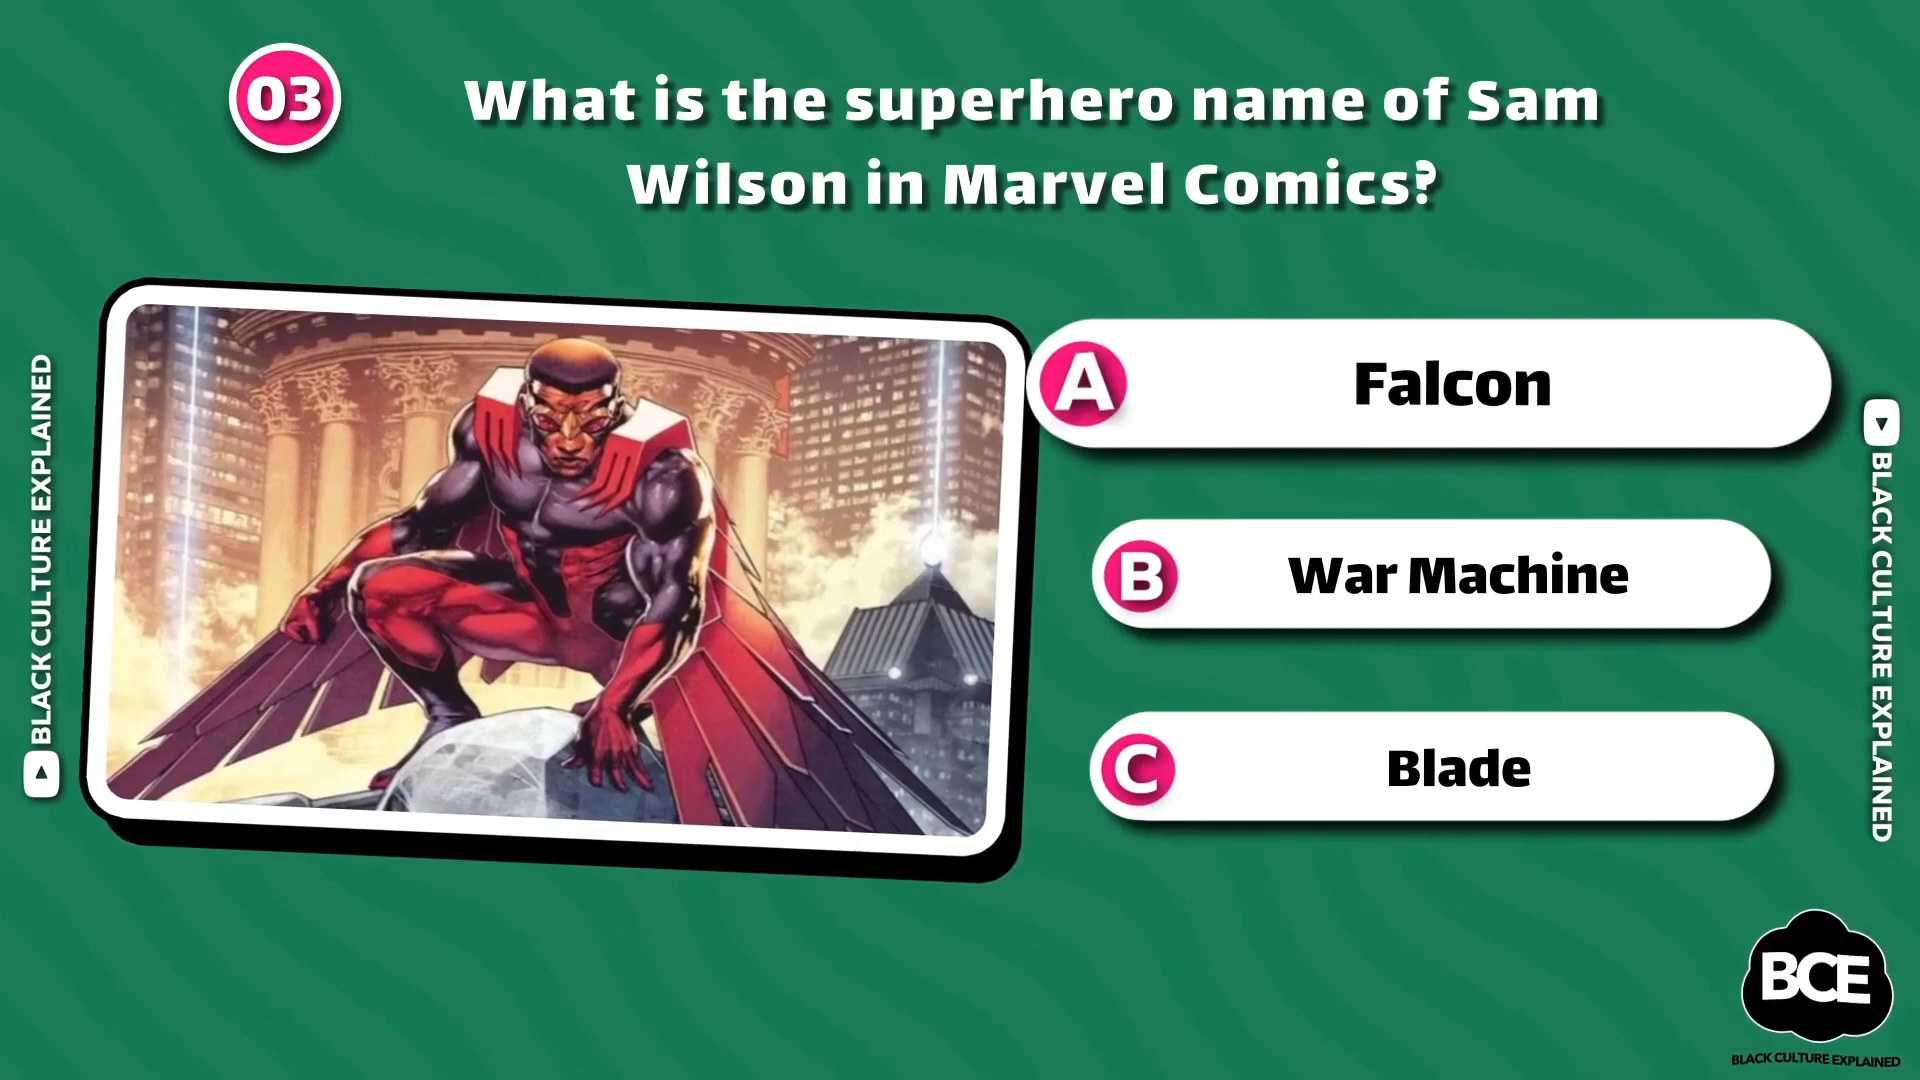 03
What is the superhero name of Sam
Wilson in Marvel Comics?
A Falcon
B War Machine
C Blade
BLACK CULTURE EXPLAINED
BLACK CULTURE EXPLAINED
BCE
BLACK CULTURE EXPLAINED